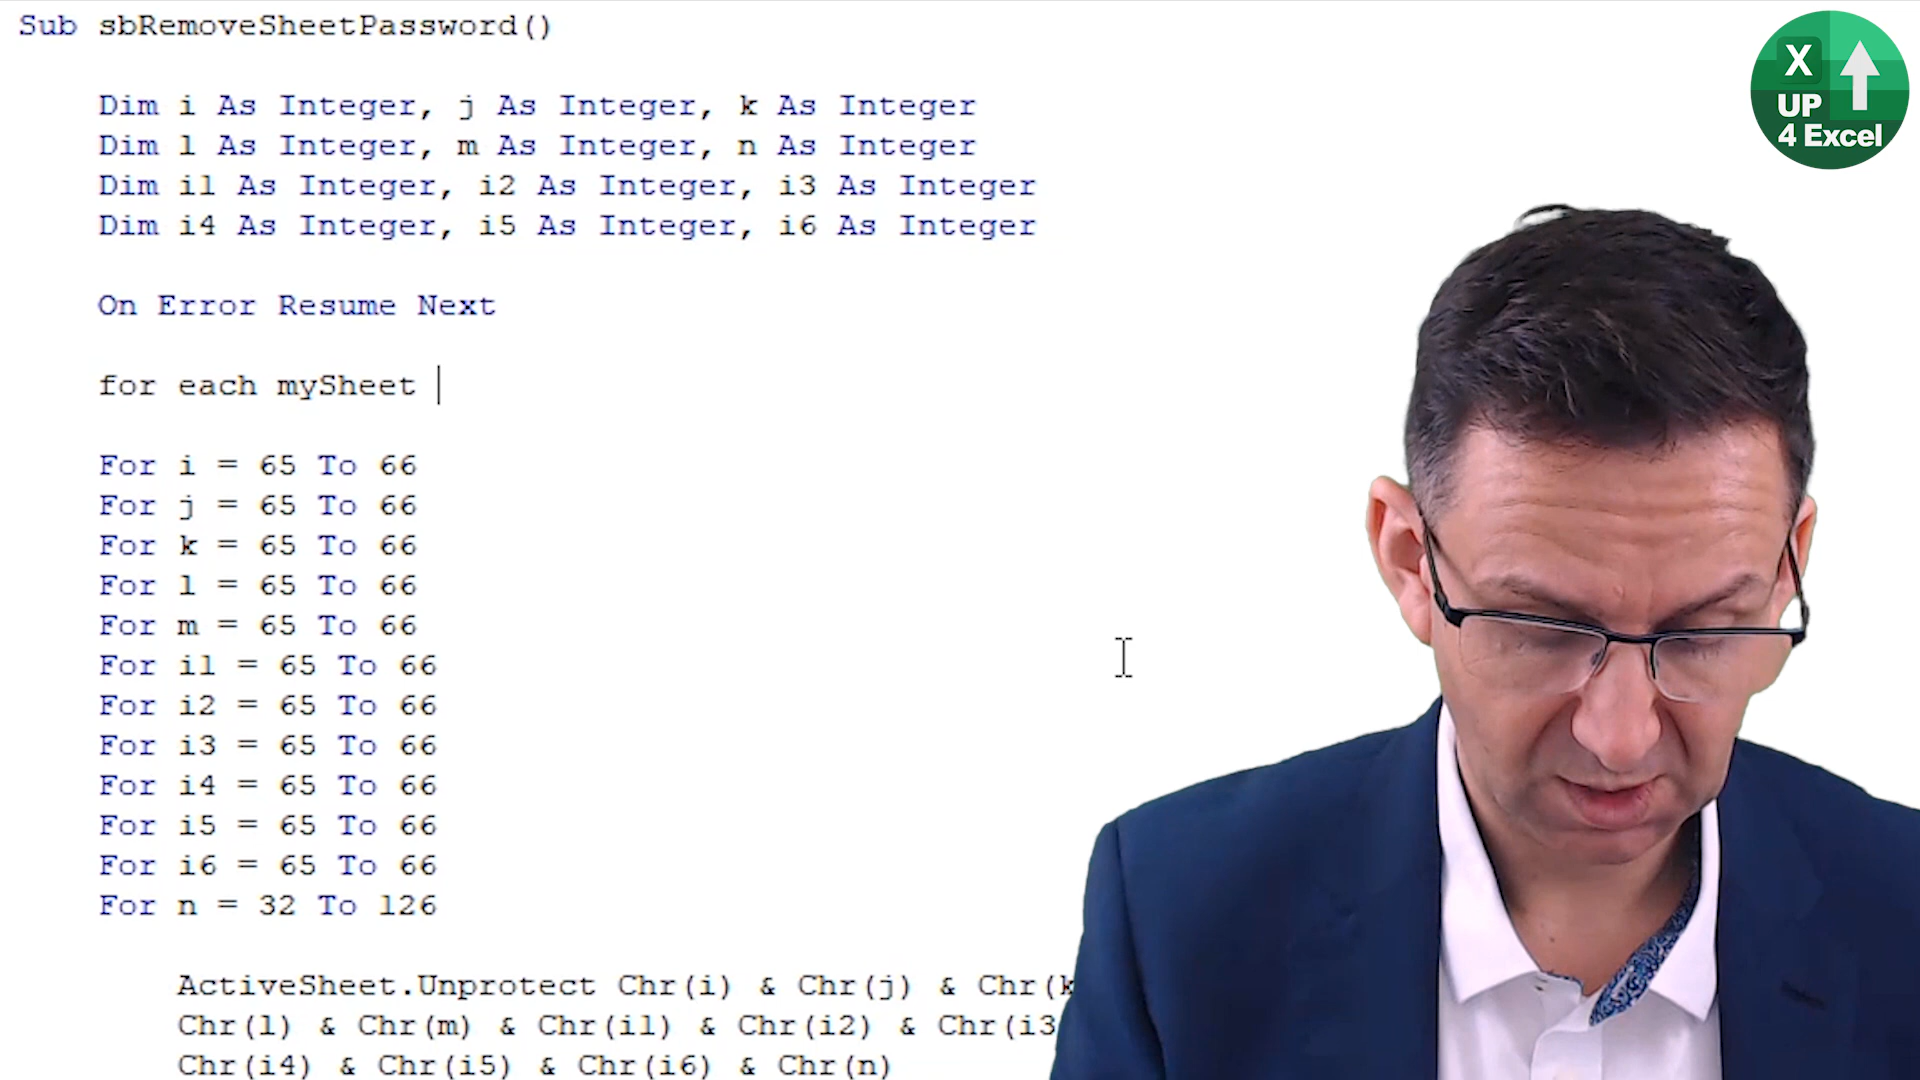 Sub sbRemoveSheetPassword()
Dim i As Integer, j As Integer, k As Integer
Dim l As Integer, m As Integer, n As Integer
Dim i1 As Integer, i2 As Integer, i3 As Integer
Dim i4 As Integer, i5 As Integer, i6 As Integer
On Error Resume Next
for each mySheet
For i = 65 To 66
For j = 65 To 66
For k = 65 To 66
For l = 65 To 66
For m = 65 To 66
For i1 = 65 To 66
For i2 = 65 To 66
For i3 = 65 To 66
For i4 = 65 To 66
For i5 = 65 To 66
For i6 = 65 To 66
For n = 32 To 126
ActiveSheet.Unprotect Chr(i) & Chr(j) & Chr(k
Chr(l) & Chr(m) & Chr(i1) & Chr(i2) & Chr(i3
Chr(i4) & Chr(i5) & Chr(i6) & Chr(n)
X
UP
4 Excel